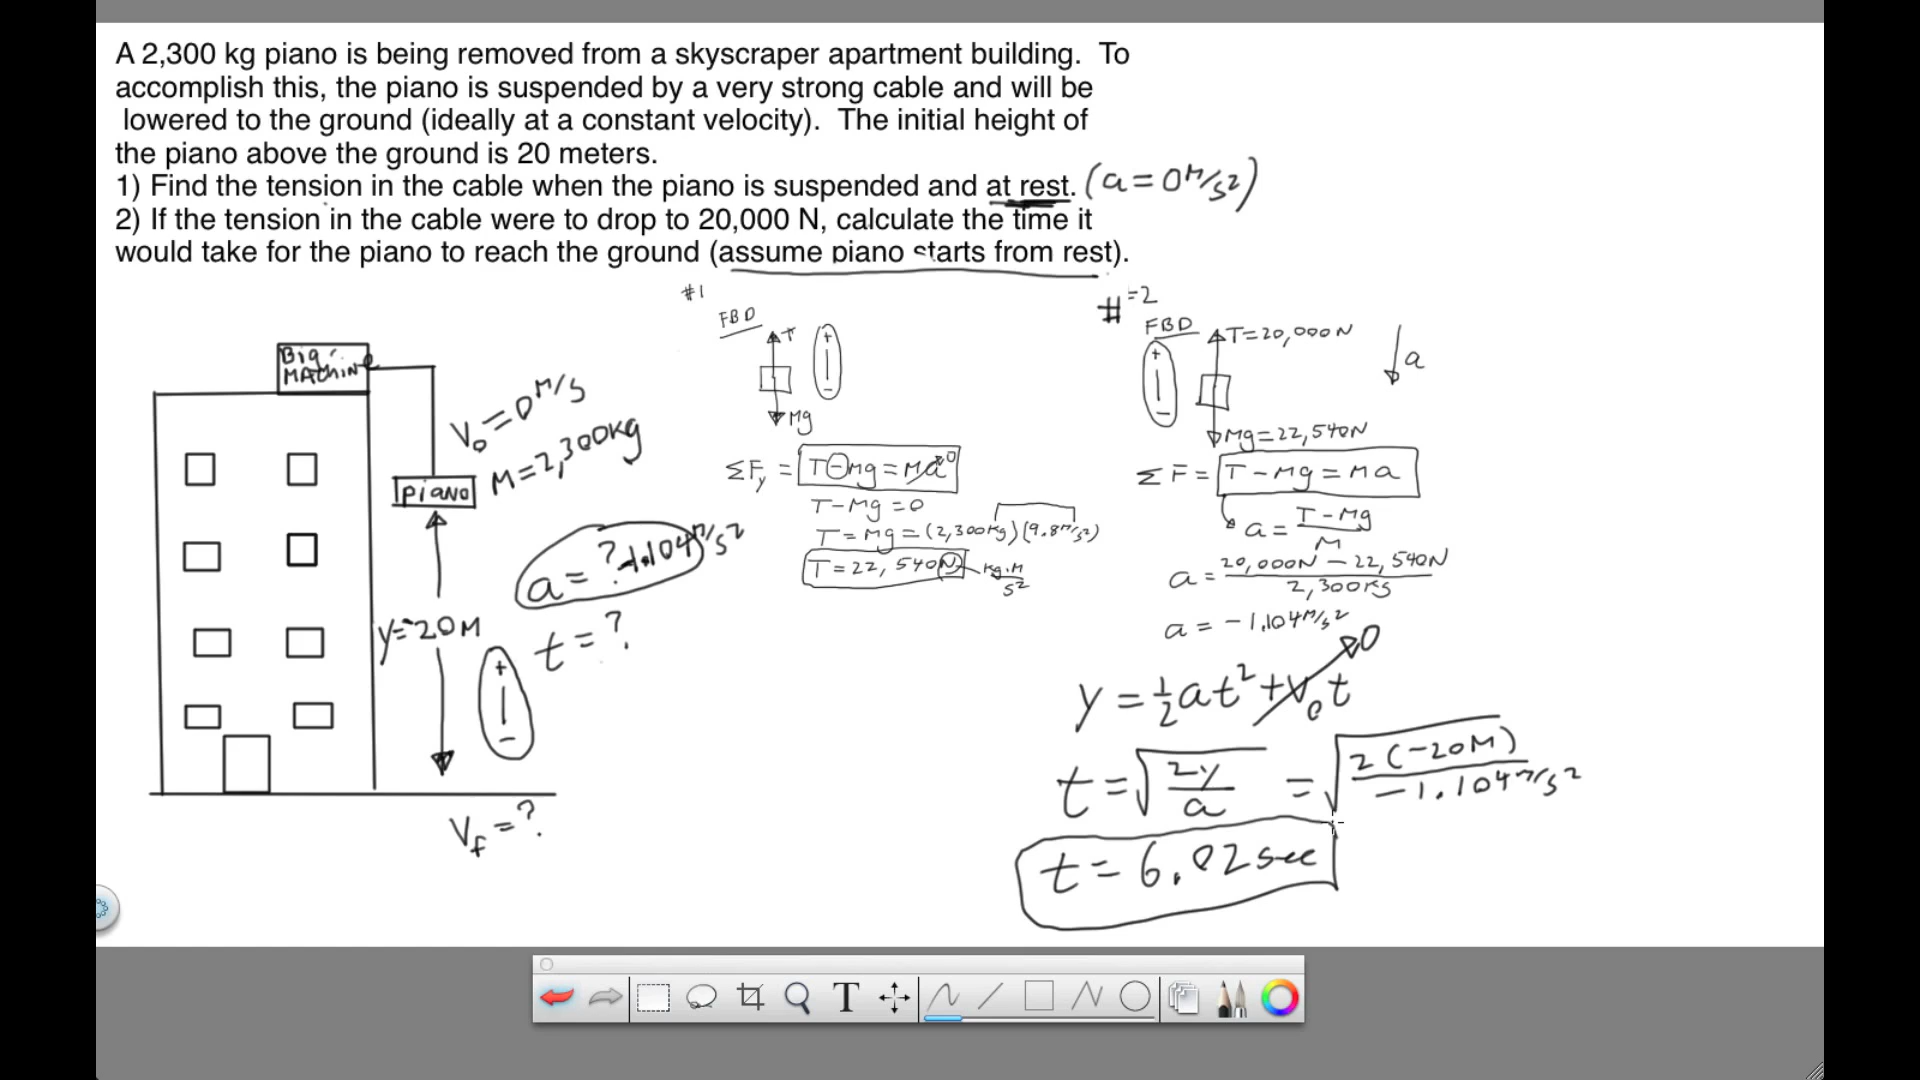 A 2,300 kg piano is being removed from a skyscraper apartment building. To
accomplish this, the piano is suspended by a very strong cable and will be
lowered to the ground (ideally at a constant velocity). The initial height of
the piano above the ground is 20 meters.
1) Find the tension in the cable when the piano is suspended and at rest. (a=0 M/S²)
2) If the tension in the cable were to drop to 20,000 N, calculate the time it
would take for the piano to reach the ground (assume piano starts from rest).
Big
MAChine
V₀=0 M/S
M=2,300Kg
piano
a=? -1.104 M/S²
y=-20M
t=?
+
-
Vf=?
#1
FBD
T
+
-
Mg
ΣFy = T-mg=Ma 0
T-Mg=0
T=Mg=(2,300kg)(9.8M/S²)
T=22,540N
kg·M
S²
#2
FBD
T=20,000N
a
+
-
Mg=22,540N
ΣF= T-Mg=Ma
a= T-Mg
M
a= 20,000N-22,540N
2,300KG
a=-1.104M/S²
0
y=½at²+V₀t
t=√2y/a = √2(-20M)/-1.104M/S²
t=6.02sec
T